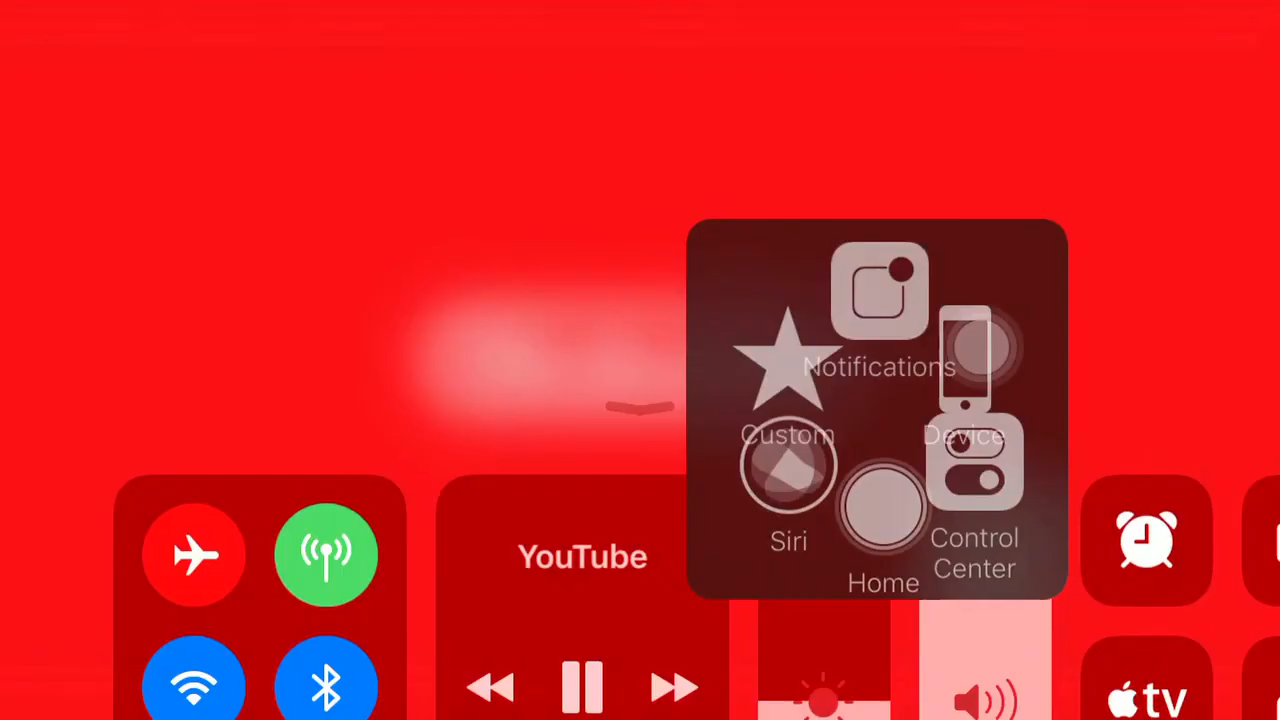 Notifications
Custom
Device
Siri
Control
Center
Home
YouTube
tv